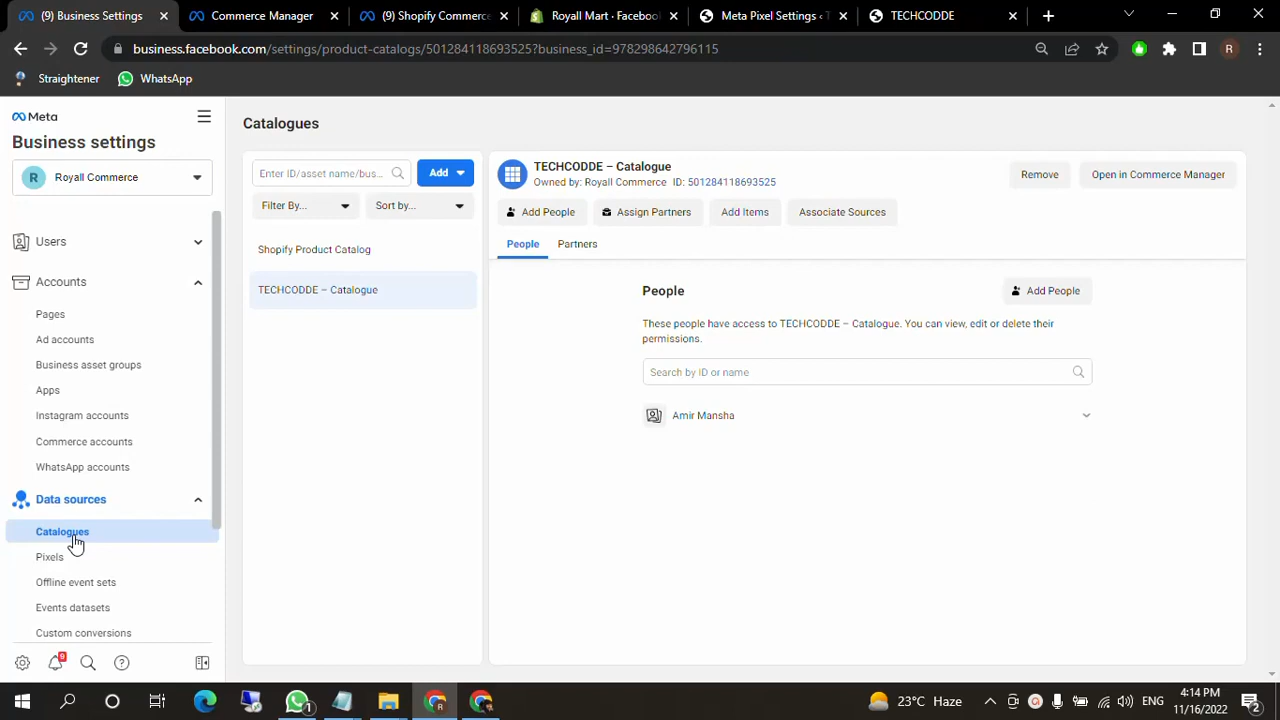 (9) Business Settings
Commerce Manager
(9) Shopify Commerce
Royall Mart · Facebook
Meta Pixel Settings ‹ T
TECHCODDE
business.facebook.com/settings/product-catalogs/501284118693525?business_id=978298642796115
R
Straightener
WhatsApp
Meta
Business settings
R
Royall Commerce
Users
Accounts
Pages
Ad accounts
Business asset groups
Apps
Instagram accounts
Commerce accounts
WhatsApp accounts
Data sources
Catalogues
Pixels
Offline event sets
Events datasets
Custom conversions
9
Catalogues
Enter ID/asset name/bus...
Add
Filter By...
Sort by...
Shopify Product Catalog
TECHCODDE – Catalogue
TECHCODDE – Catalogue
Owned by: Royall Commerce ID: 501284118693525
Remove
Open in Commerce Manager
Add People
Assign Partners
Add Items
Associate Sources
People
Partners
People
Add People
These people have access to TECHCODDE – Catalogue. You can view, edit or delete their
permissions.
Search by ID or name
Amir Mansha
1
R
23°C Haze
ENG
4:14 PM
11/16/2022
2